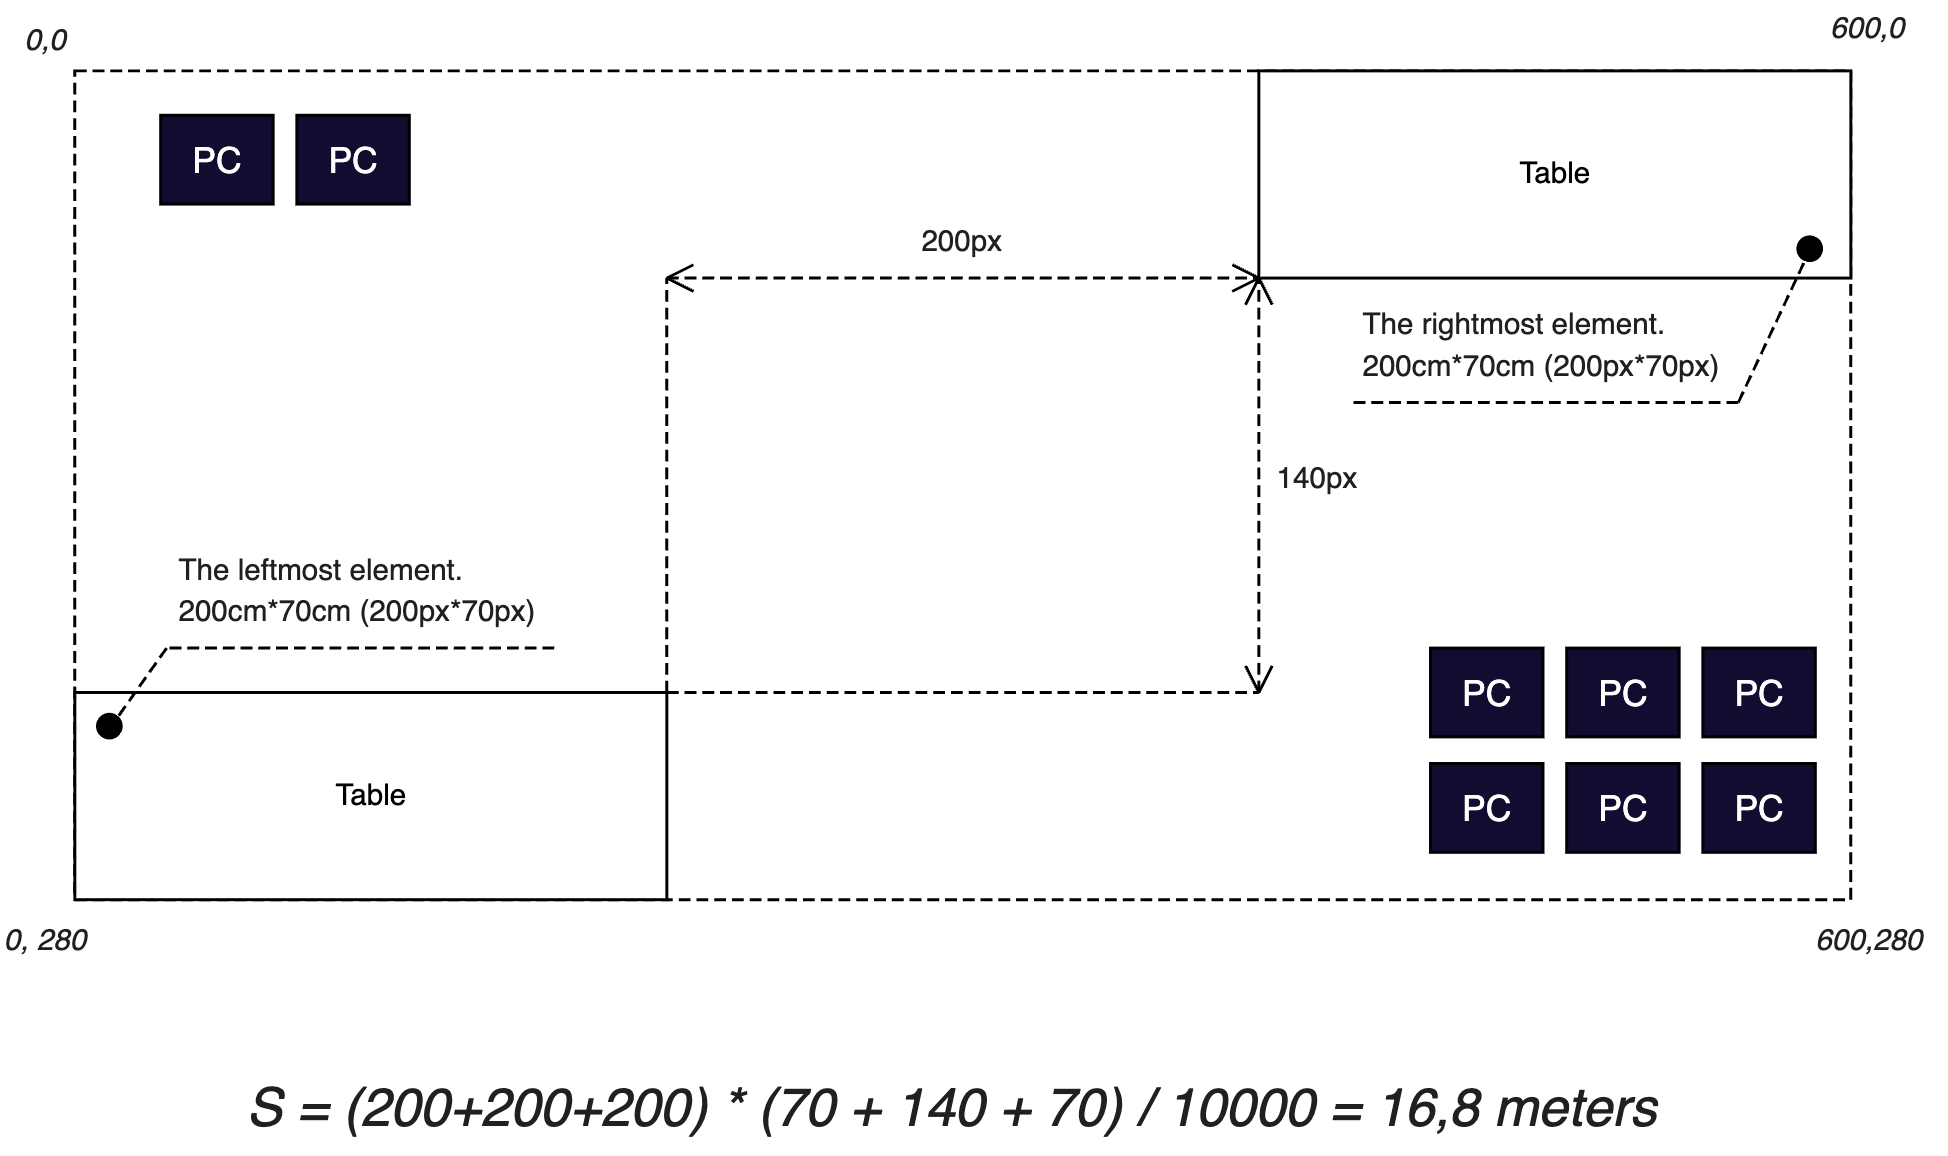 0,0
600,0
PC
PC
Table
200px
The rightmost element.
200cm*70cm (200px*70px)
140px
The leftmost element.
200cm*70cm (200px*70px)
PC
PC
PC
Table
PC
PC
PC
0, 280
600,280
S = (200+200+200) * (70 + 140 + 70) / 10000 = 16,8 meters